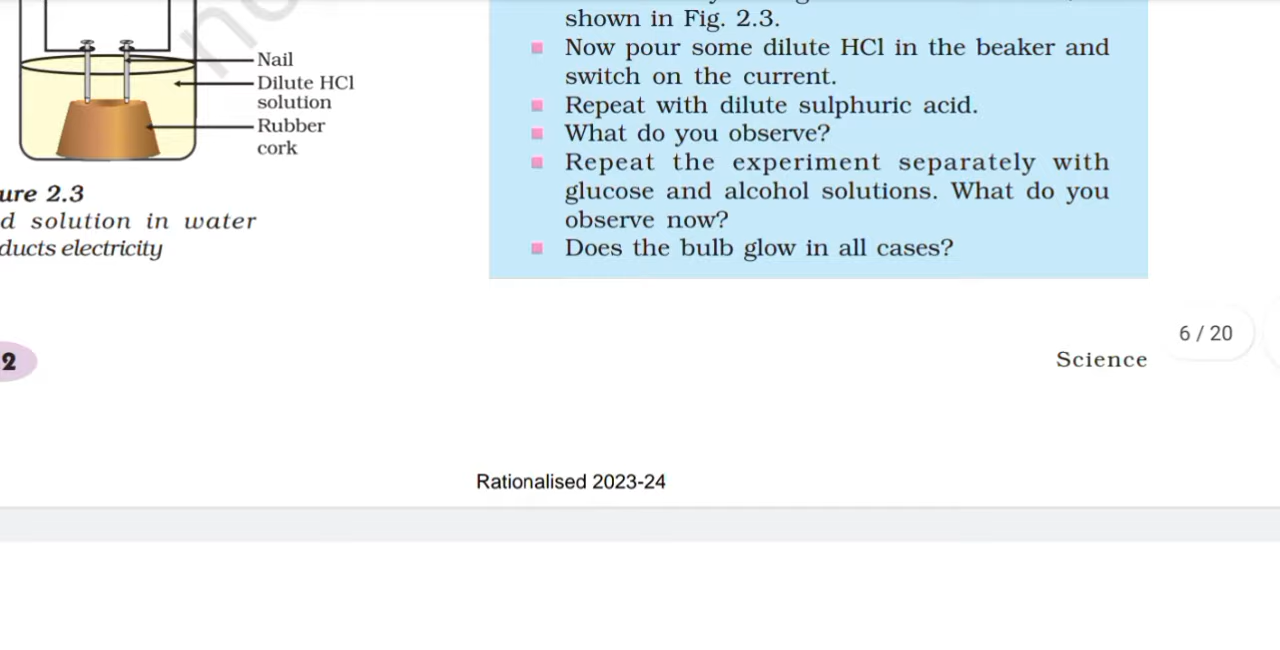 shown in Fig. 2.3.
Now pour some dilute HCl in the beaker and
switch on the current.
Repeat with dilute sulphuric acid.
What do you observe?
Repeat the experiment separately with
glucose and alcohol solutions. What do you
observe now?
Does the bulb glow in all cases?
Nail
Dilute HCl
solution
Rubber
cork
ure 2.3
d solution in water
ducts electricity
2
Science
6 / 20
Rationalised 2023-24